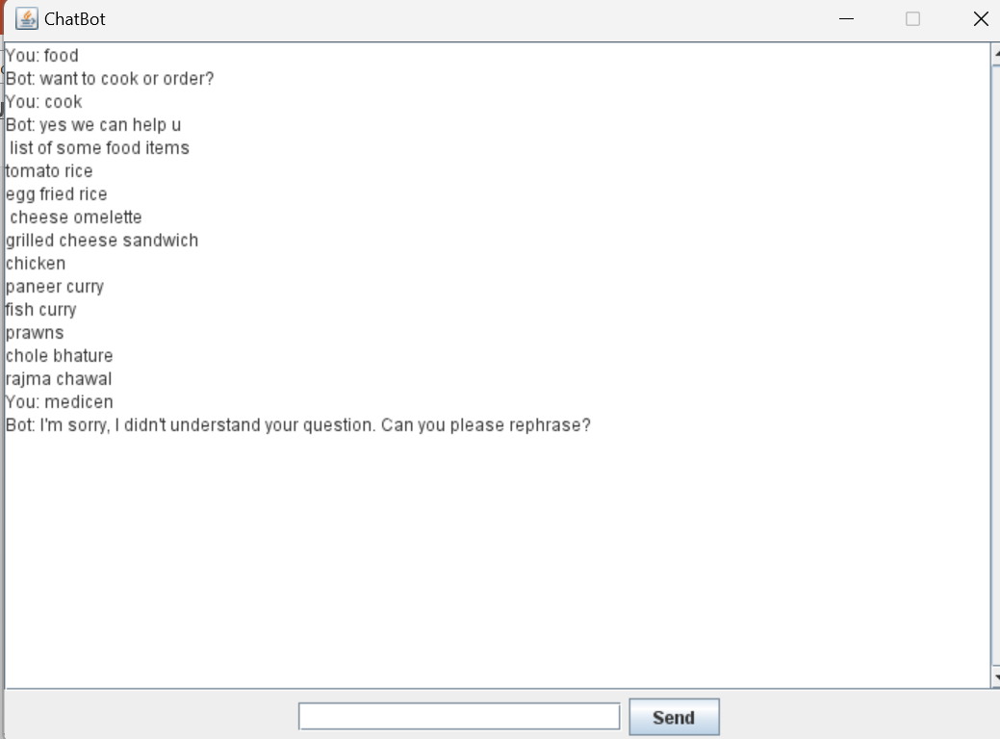 ChatBot
You: food
Bot: want to cook or order?
You: cook
Bot: yes we can help u
list of some food items
tomato rice
egg fried rice
cheese omelette
grilled cheese sandwich
chicken
paneer curry
fish curry
prawns
chole bhature
rajma chawal
You: medicen
Bot: I'm sorry, I didn't understand your question. Can you please rephrase?
Send